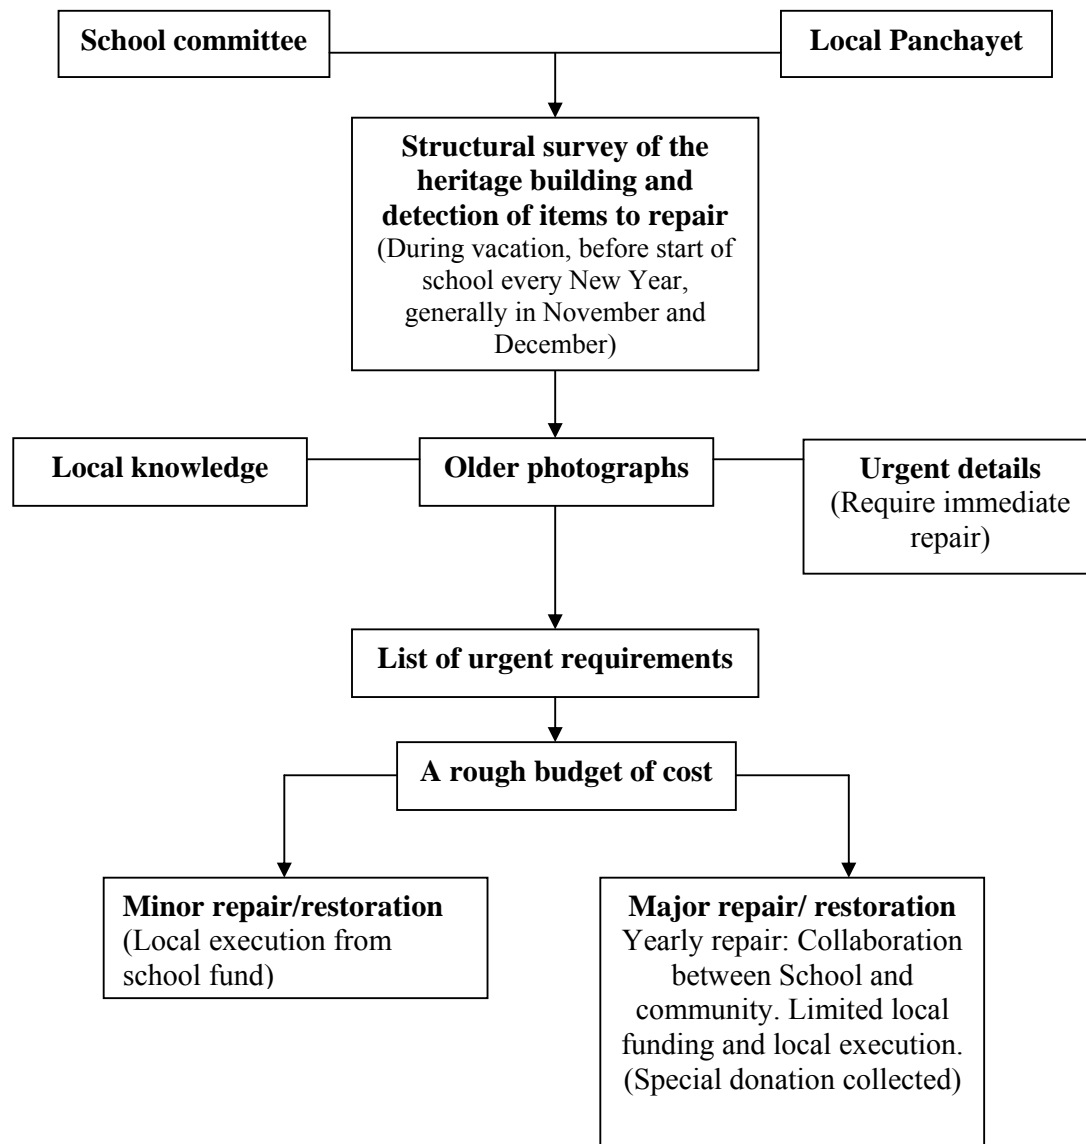 School committee
Local Panchayet
Structural survey of the
heritage building and
detection of items to repair
(During vacation, before start of
school every New Year,
generally in November and
December)
Local knowledge
Older photographs
Urgent details
(Require immediate
repair)
List of urgent requirements
A rough budget of cost
Minor repair/restoration
(Local execution from
school fund)
Major repair/ restoration
Yearly repair: Collaboration
between School and
community. Limited local
funding and local execution.
(Special donation collected)